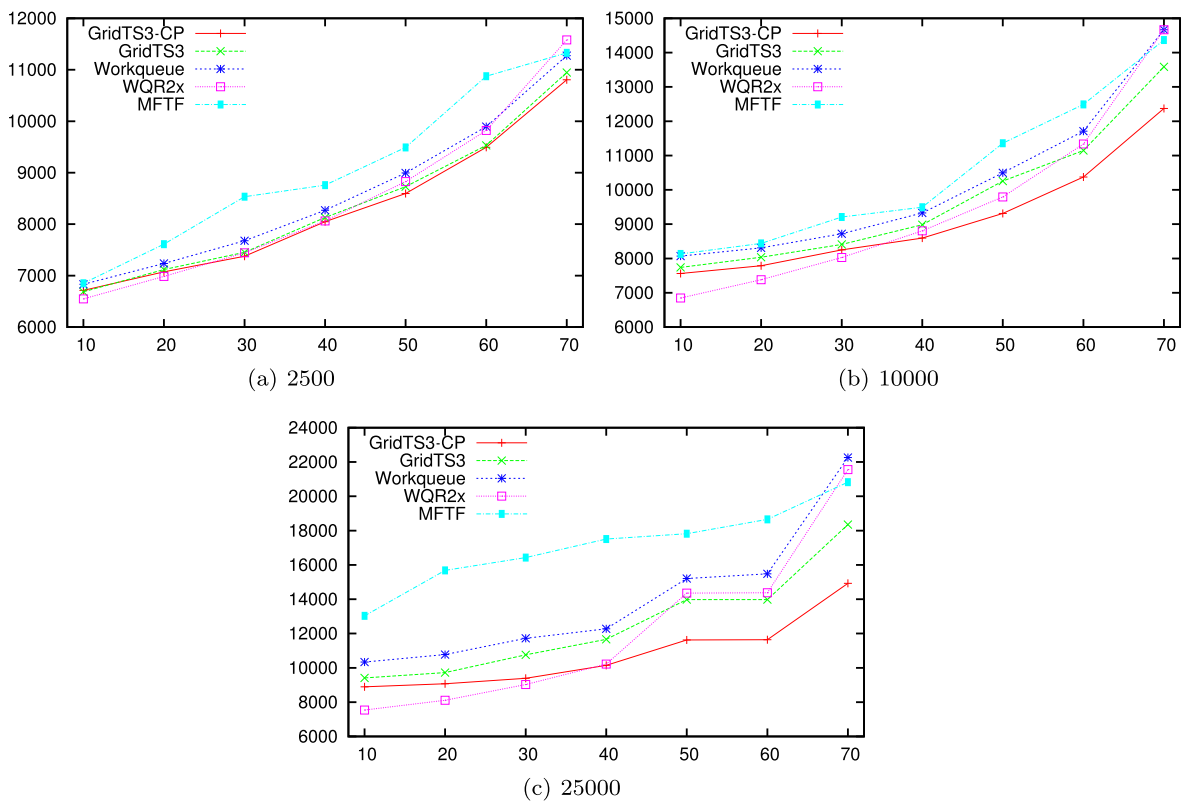 12000
11000
10000
9000
8000
7000
6000
GridTS3-CP
GridTS3
Workqueue
WQR2x
MFTF
10 20 30 40 50 60 70
(a) 2500
15000
14000
13000
12000
11000
10000
9000
8000
7000
6000
GridTS3-CP
GridTS3
Workqueue
WQR2x
MFTF
10 20 30 40 50 60 70
(b) 10000
24000
22000
20000
18000
16000
14000
12000
10000
8000
6000
GridTS3-CP
GridTS3
Workqueue
WQR2x
MFTF
10 20 30 40 50 60 70
(c) 25000